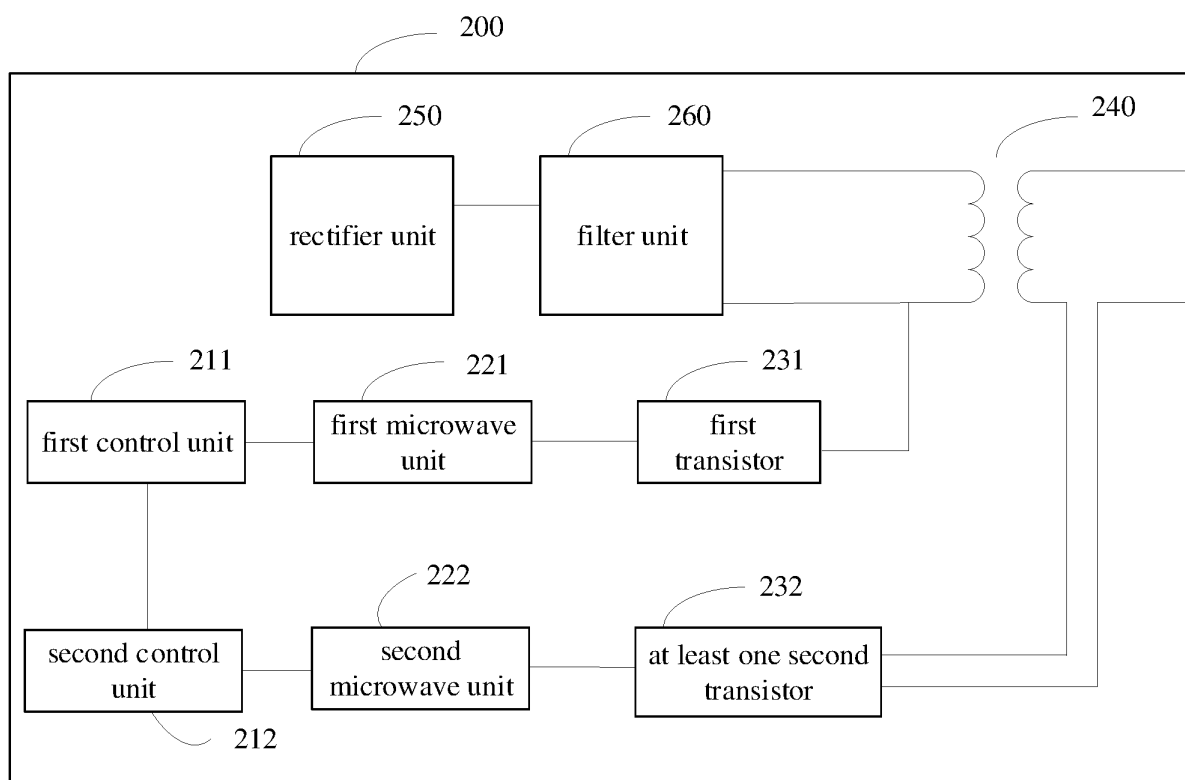 200
250
260
240
rectifier unit
filter unit
211
221
231
first control unit
first microwave
unit
first
transistor
222
232
second control
unit
second
microwave unit
at least one second
transistor
212